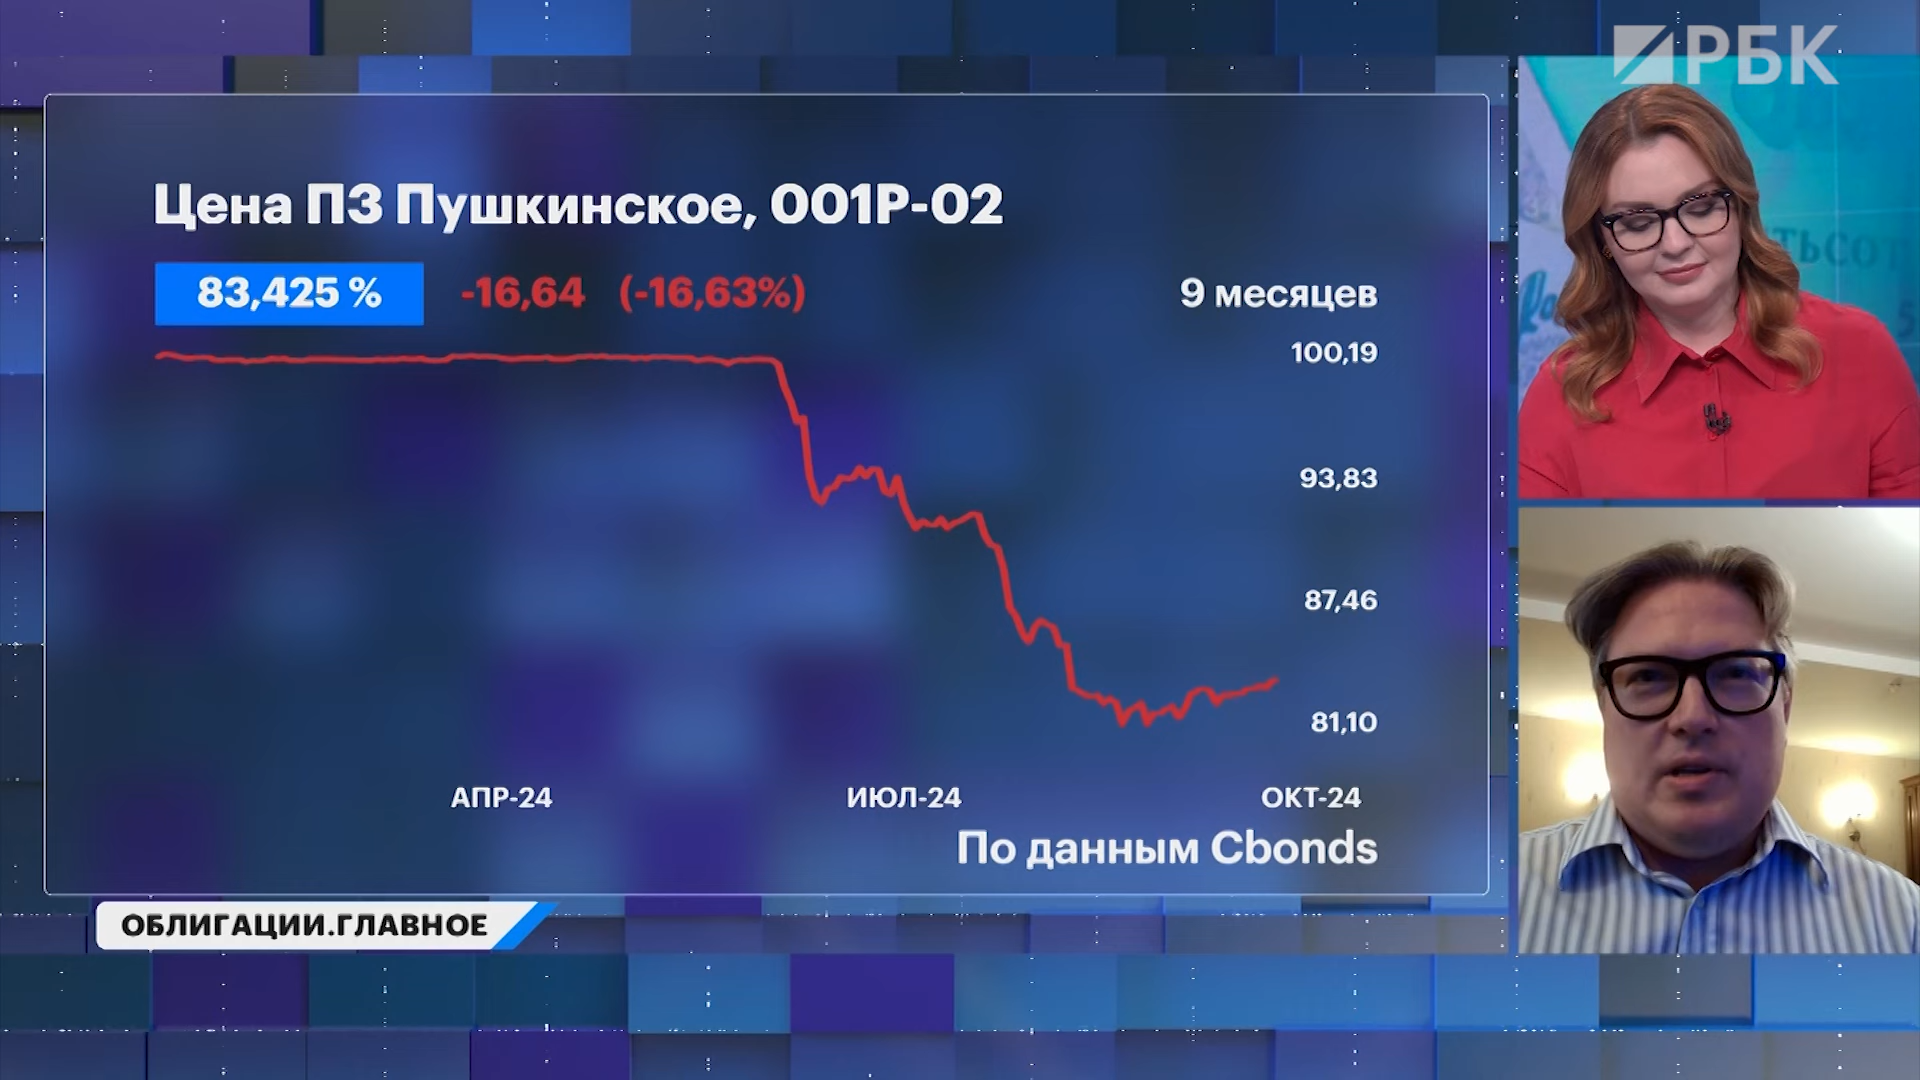 РБК
Цена ПЗ Пушкинское, 001Р-02
83,425 % -16,64 (-16,63%) 9 месяцев
100,19
93,83
87,46
81,10
АПР-24 ИЮЛ-24 ОКТ-24
По данным Cbonds
ОБЛИГАЦИИ.ГЛАВНОЕ